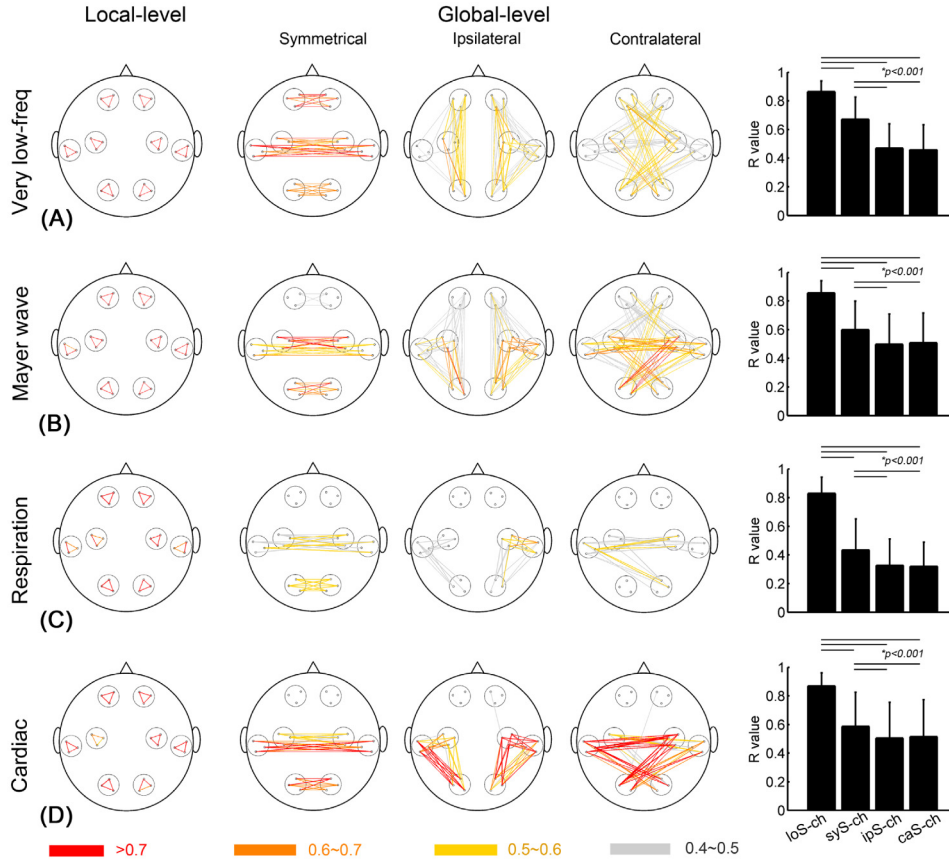 Local-level Global-level
Symmetrical Ipsilateral Contralateral
Very low-freq
(A)
R value
1
0.8
0.6
0.4
0.2
0
*p<0.001
Mayer wave
(B)
R value
1
0.8
0.6
0.4
0.2
0
*p<0.001
Respiration
(C)
R value
1
0.8
0.6
0.4
0.2
0
*p<0.001
Cardiac
(D)
R value
1
0.8
0.6
0.4
0.2
0
*p<0.001
loS-ch syS-ch ipS-ch caS-ch
>0.7 0.6~0.7 0.5~0.6 0.4~0.5